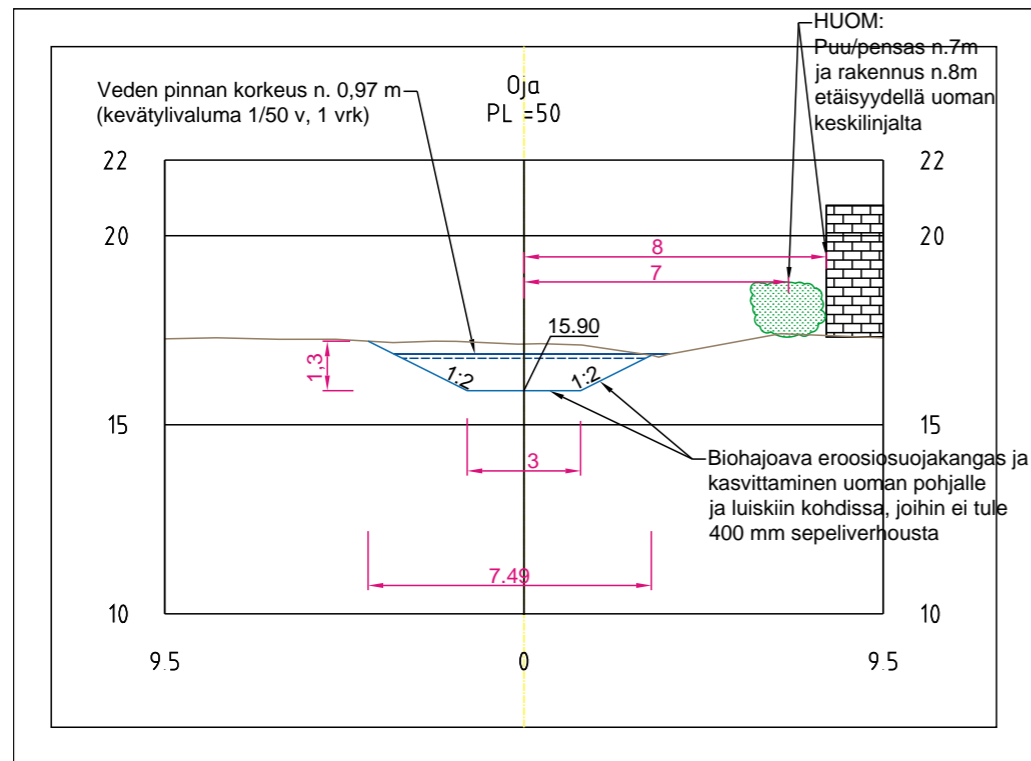 HUOM:
Puu/pensas n.7m
ja rakennus n.8m
etäisyydellä uoman
keskilinjalta
Veden pinnan korkeus n. 0,97 m
(kevätylivaluma 1/50 v, 1 vrk)
Oja
PL =50
22
22
20
20
8
7
15.90
1,3
1:2
1:2
15
15
3
Biohajoava eroosiosuojakangas ja
kasvittaminen uoman pohjalle
ja luiskiin kohdissa, joihin ei tule
400 mm sepeliverhousta
7.49
10
10
9.5
0
9.5